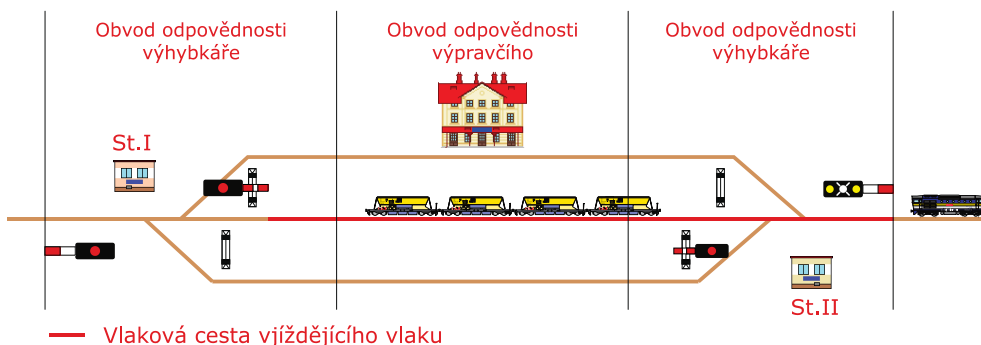 Obvod odpovědnosti
výhybkáře
Obvod odpovědnosti
výpravčího
Obvod odpovědnosti
výhybkáře
St.I
St.II
Vlaková cesta vjíždějícího vlaku